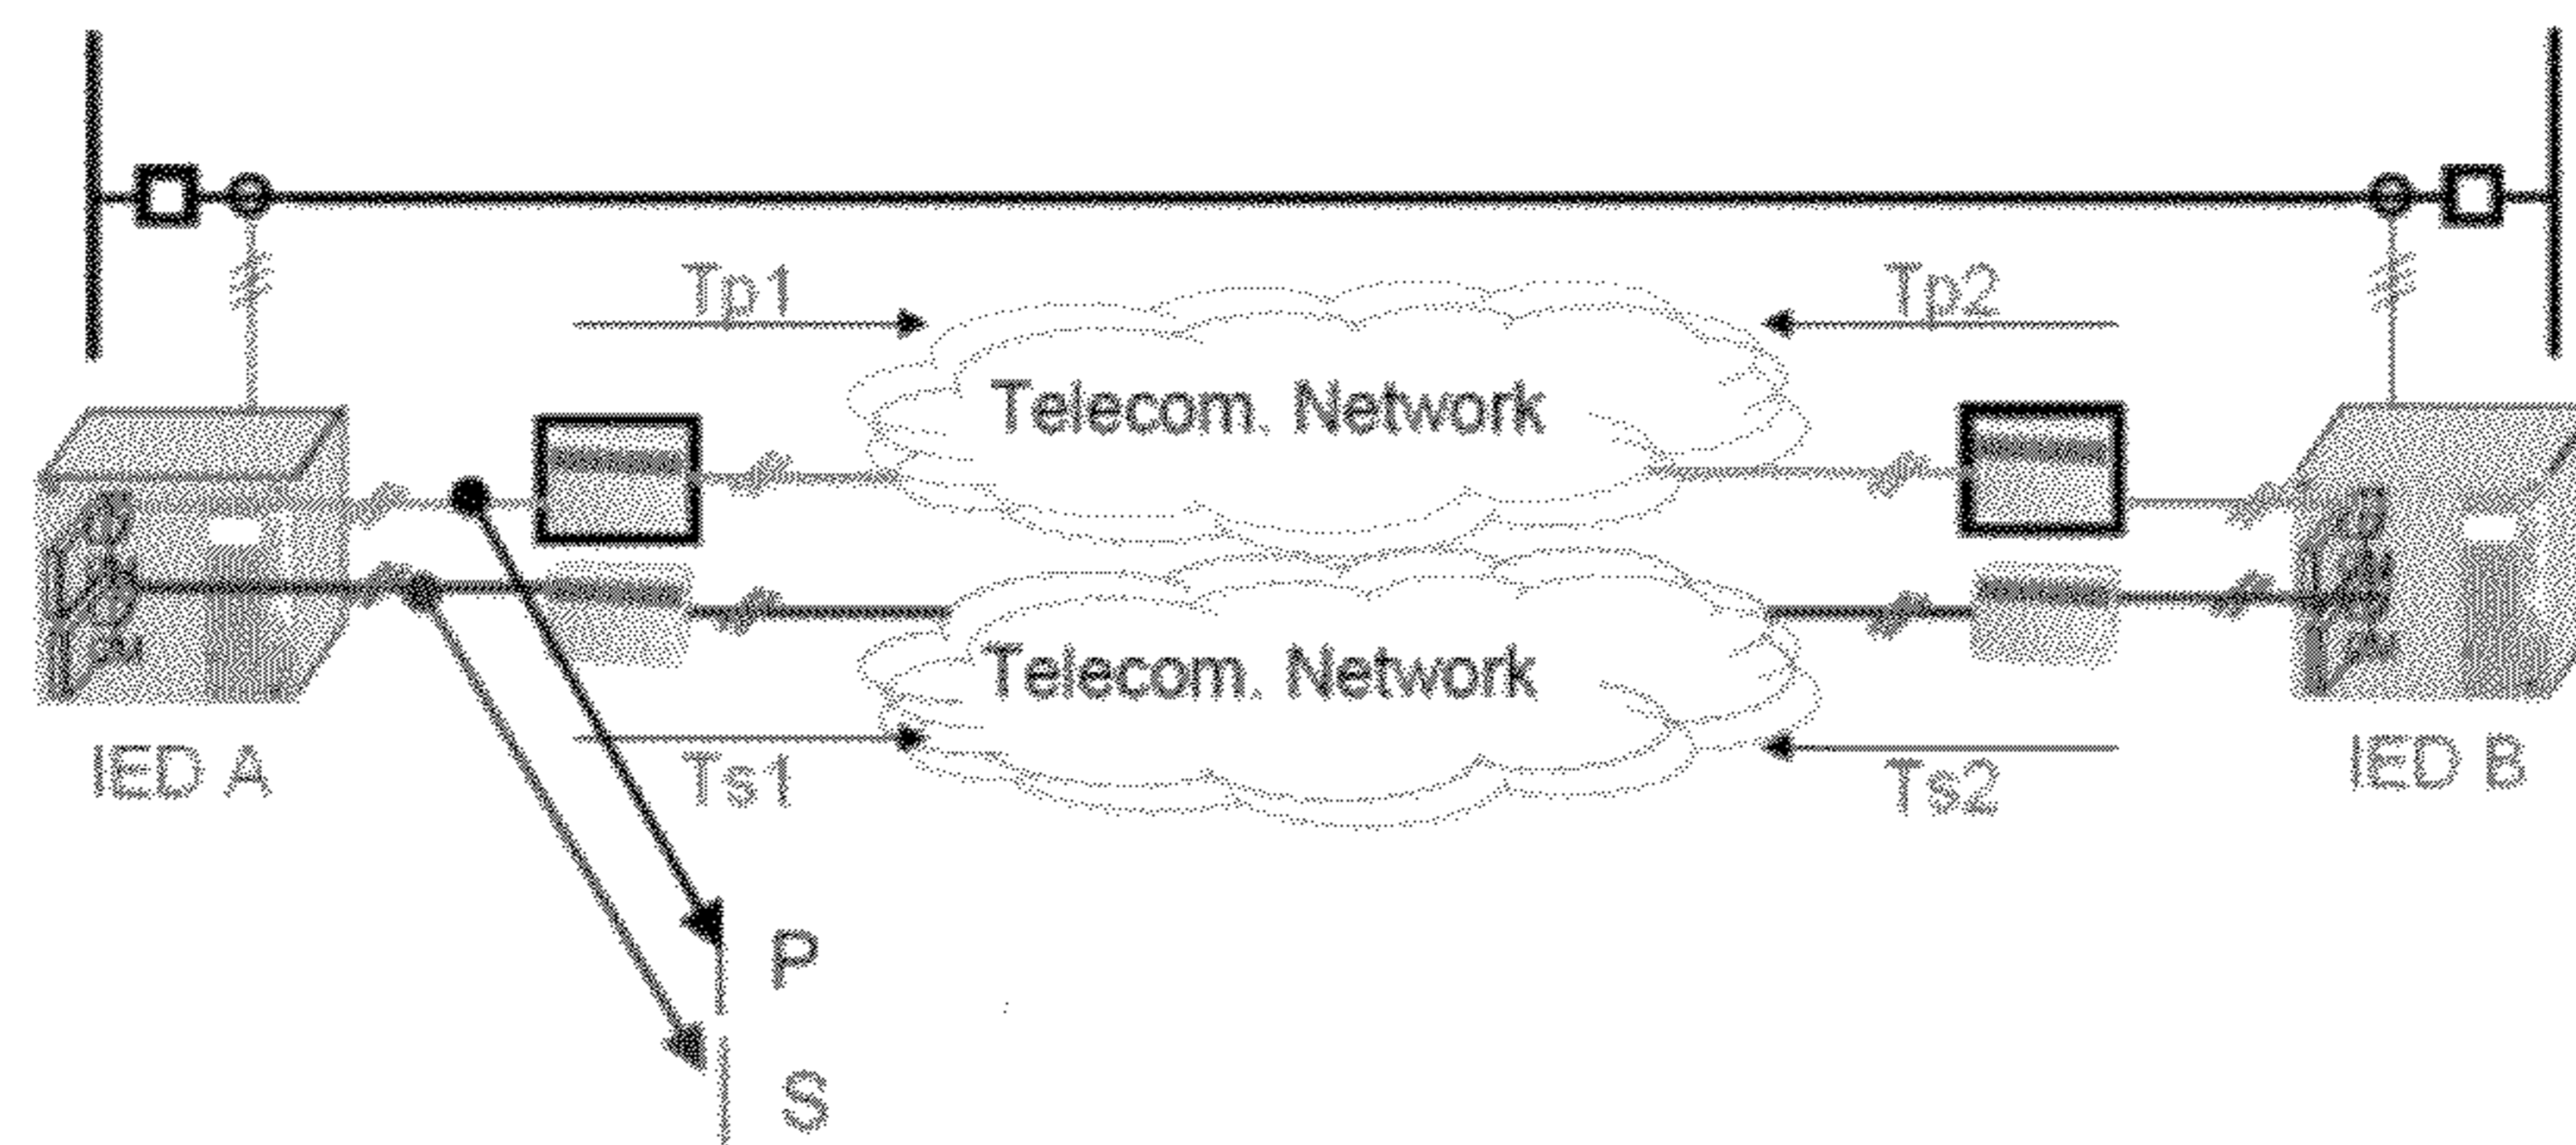 Tp1
Tp2
Telecom. Network
Telecom. Network
IED A
Ts1
Ts2
IED B
P
S